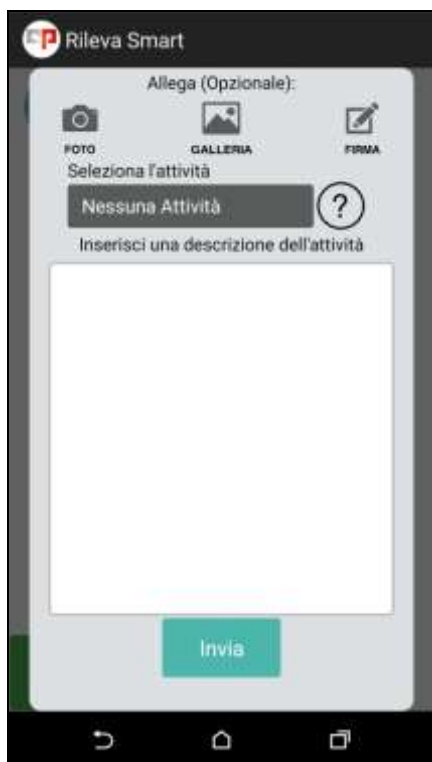 Rileva Smart
Allega (Opzionale):
FOTO GALLERIA FIRMA
Seleziona l'attività
Nessuna Attività ?
Inserisci una descrizione dell'attività
Invia